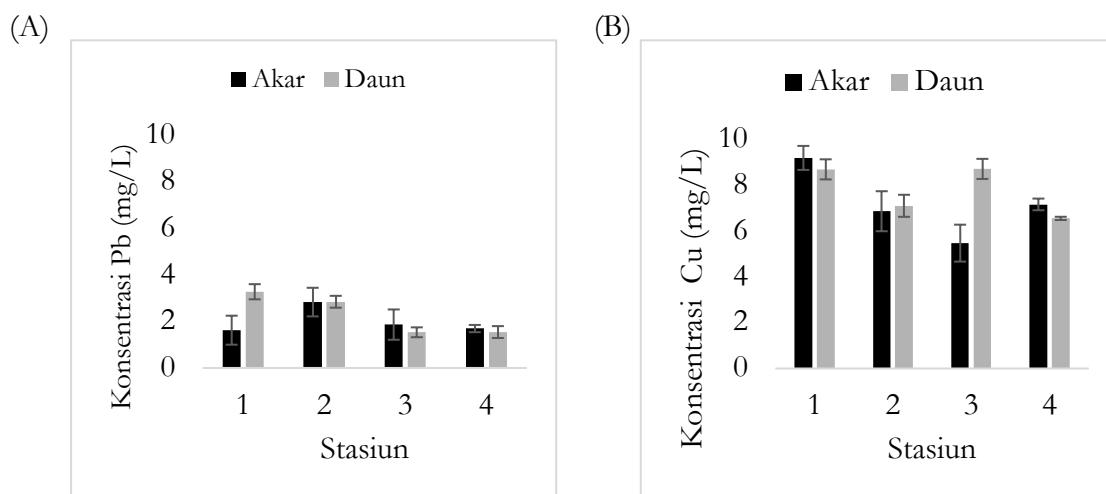 (A)
Akar Daun
Konsentrasi Pb (mg/L)
10
8
6
4
2
0
1 2 3 4
Stasiun
(B)
Akar Daun
Konsentrasi Cu (mg/L)
10
8
6
4
2
0
1 2 3 4
Stasiun